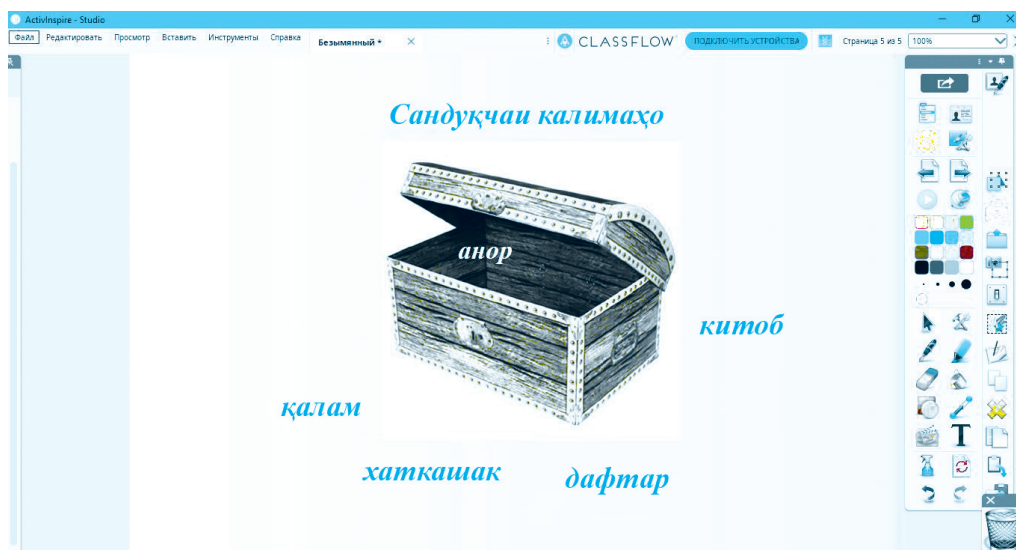 ActivInspire - Studio
Файл Редактировать Просмотр Вставить Инструменты Справка Безымянный * CLASSFLOW ПОДКЛЮЧИТЬ УСТРОЙСТВА Страница 5 из 5 100%
Сандуқчаи калимаҳо
анор
китоб
қалам
хаткашак
дафтар
T